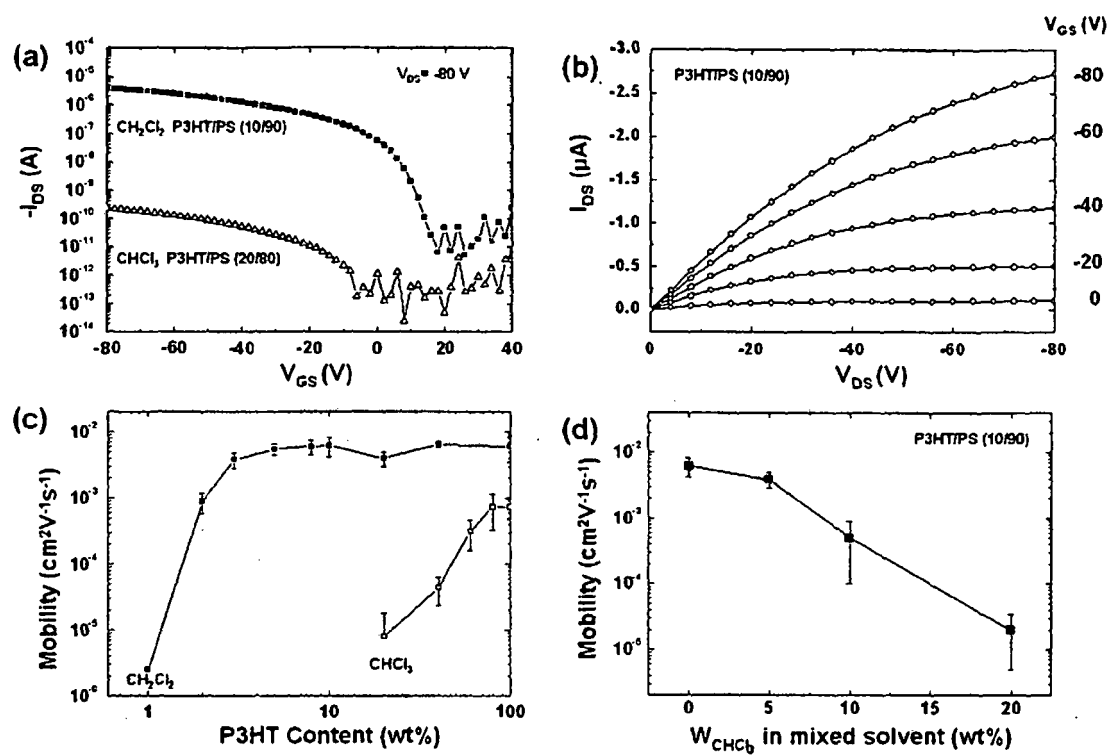 (a)
10⁻⁴
10⁻⁵
10⁻⁶
10⁻⁷
10⁻⁸
10⁻⁹
10⁻¹⁰
10⁻¹¹
10⁻¹²
10⁻¹³
10⁻¹⁴
-I_DS (A)
V_DS = -80 V
CH₂Cl₂ P3HT/PS (10/90)
CHCl₃ P3HT/PS (20/80)
-80 -60 -40 -20 0 20 40
V_GS (V)
(b)
V_GS (V)
-3.0
-2.5
-2.0
-1.5
-1.0
-0.5
0.0
I_DS (μA)
P3HT/PS (10/90)
-80
-60
-40
-20
0
0 -20 -40 -60 -80
V_DS (V)
(c)
10⁻²
10⁻³
10⁻⁴
10⁻⁵
10⁻⁶
Mobility (cm²V⁻¹s⁻¹)
CH₂Cl₂
CHCl₃
1 10 100
P3HT Content (wt%)
(d)
P3HT/PS (10/90)
10⁻²
10⁻³
10⁻⁴
10⁻⁵
Mobility (cm²V⁻¹s⁻¹)
0 5 10 15 20
W_CHCl₃ in mixed solvent (wt%)